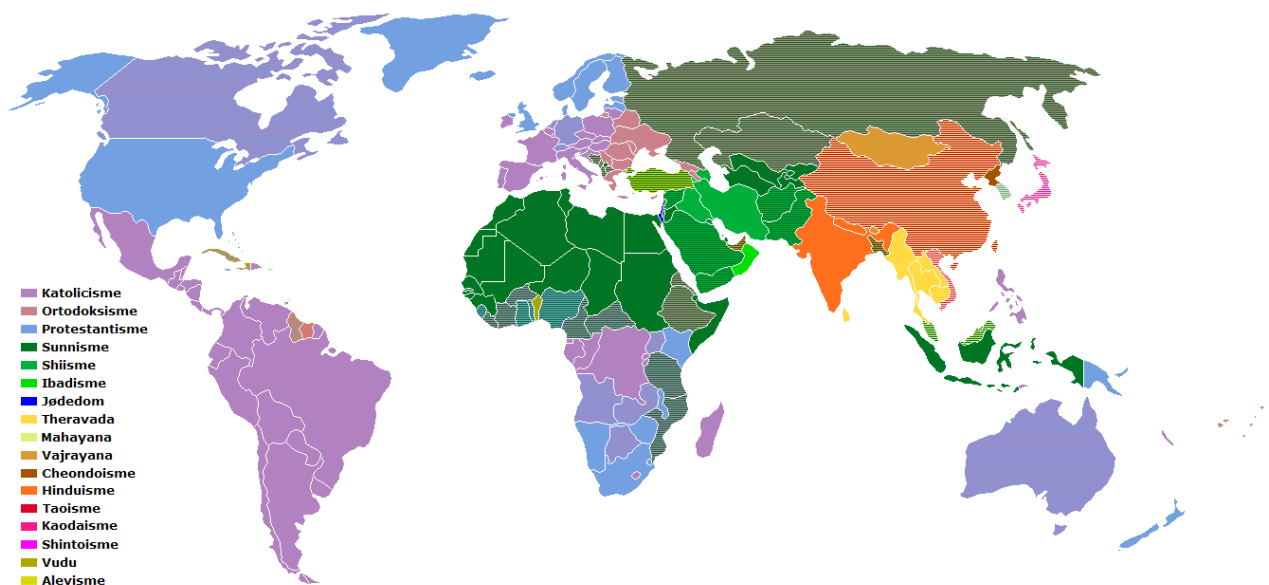 Katolicisme
Ortodoksisme
Protestantisme
Sunnisme
Shiisme
Ibadisme
Jødedom
Theravada
Mahayana
Vajrayana
Cheondoisme
Hinduisme
Taoisme
Kaodaisme
Shintoisme
Vudu
Alevisme